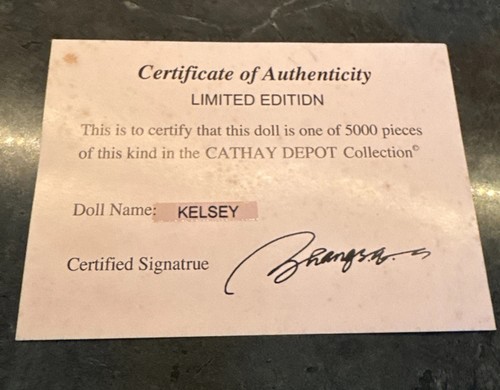 Certificate of Authenticity
LIMITED EDITIDN
This is to certify that this doll is one of 5000 pieces
of this kind in the CATHAY DEPOT Collection©
Doll Name: KELSEY
Certified Signatrue